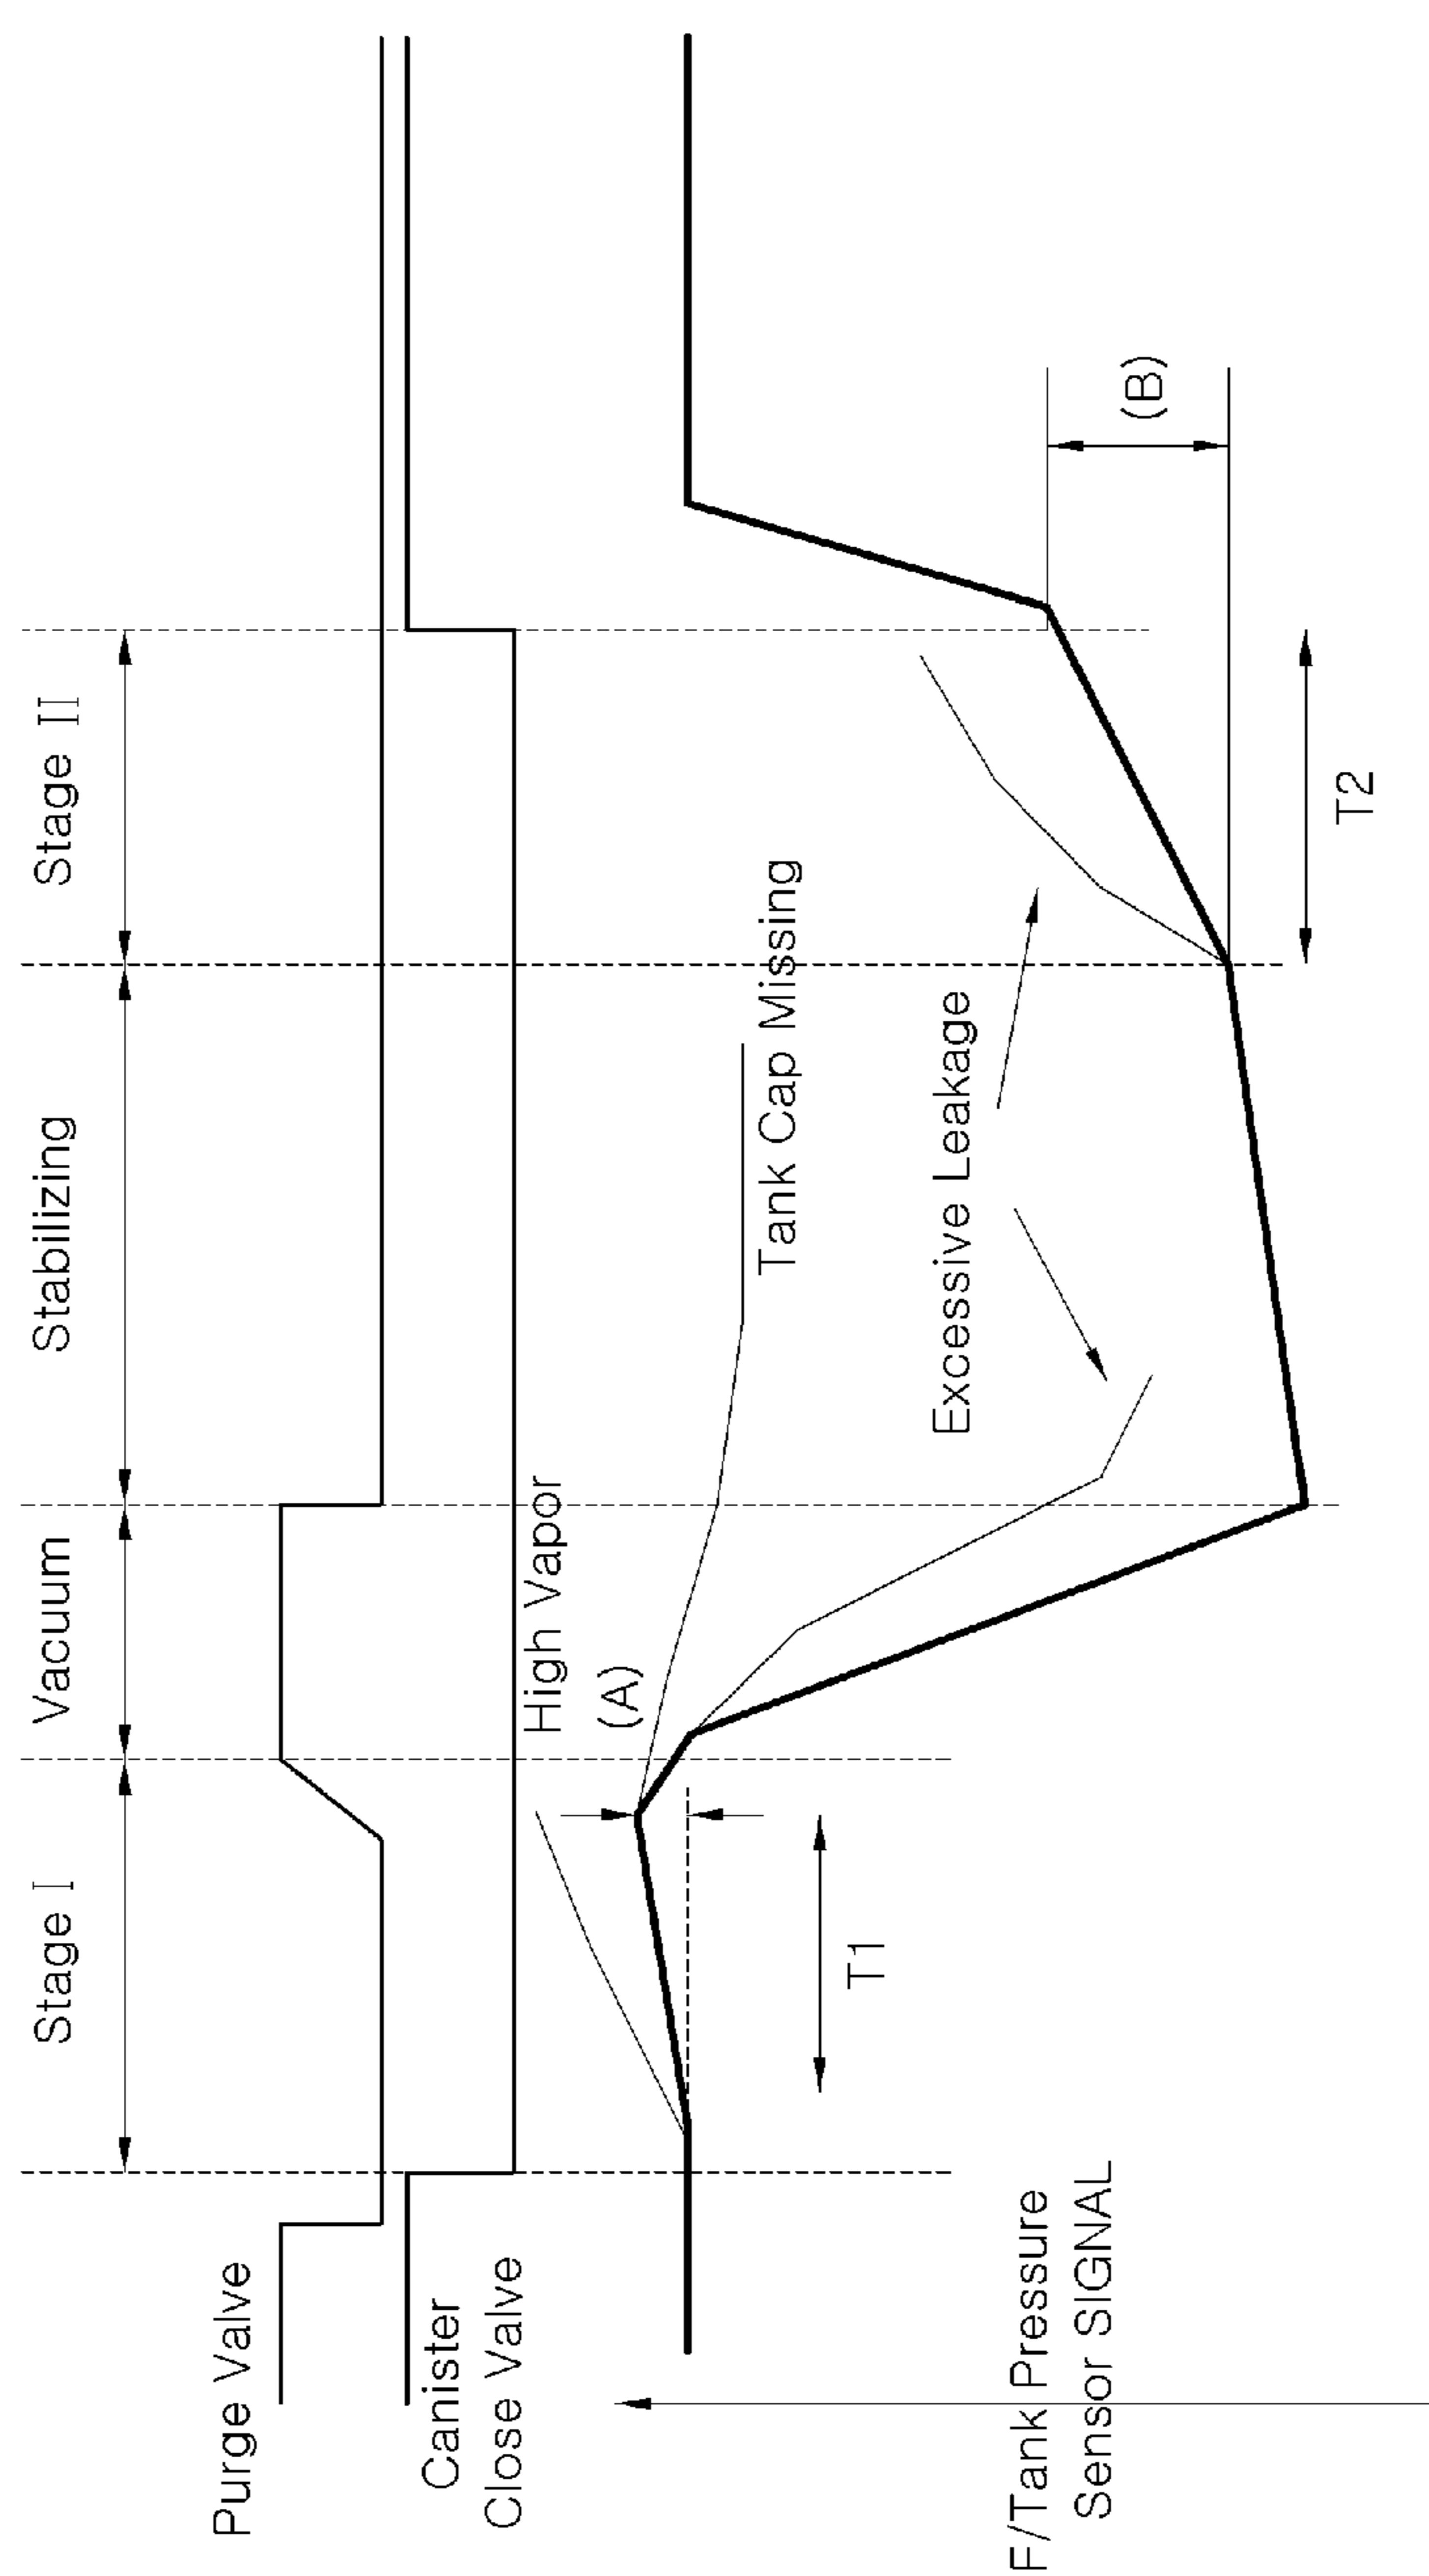 Stage I
Vacuum
Stabilizing
Stage II
Purge Valve
Canister
Close Valve
High Vapor
(A)
Tank Cap Missing
T1
Excessive Leakage
(B)
T2
F/Tank Pressure
Sensor SIGNAL